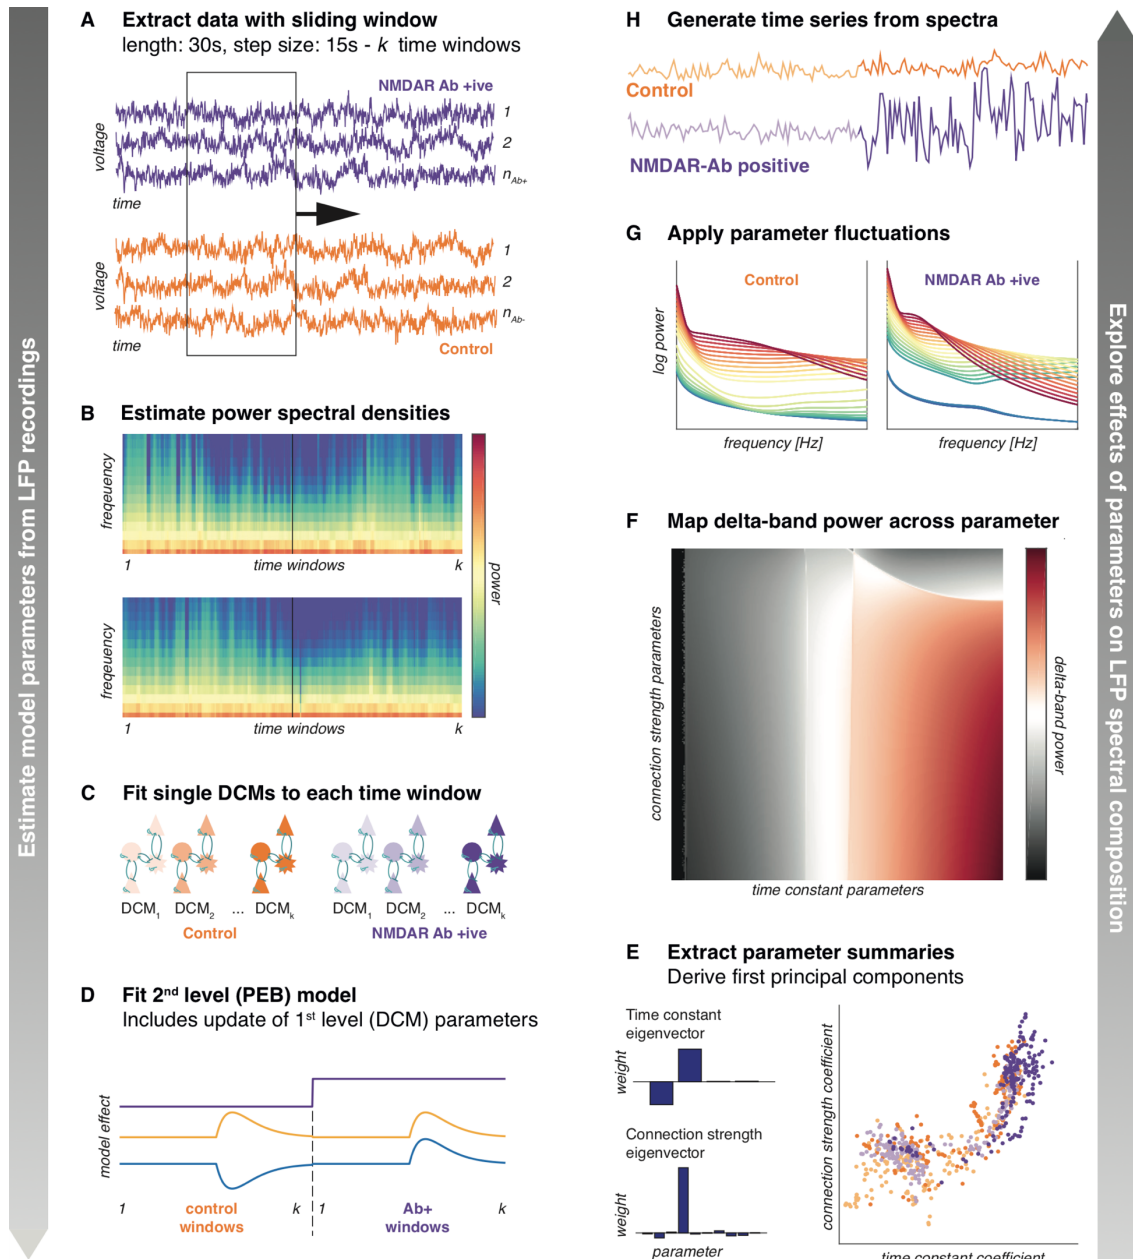 Estimate model parameters from LFP recordings
A Extract data with sliding window
length: 30s, step size: 15s - k time windows
NMDAR Ab +ive
voltage
1
2
n Ab+
time
voltage
1
2
n Ab-
time
Control
B Estimate power spectral densities
freqeuency
1 time windows k
power
freqeuency
1 time windows k
C Fit single DCMs to each time window
DCM1 DCM2 ... DCMk
DCM1 DCM2 ... DCMk
Control
NMDAR Ab +ive
D Fit 2nd level (PEB) model
Includes update of 1st level (DCM) parameters
model effect
1 control k 1 Ab+ k
windows windows
H Generate time series from spectra
Control
NMDAR-Ab positive
G Apply parameter fluctuations
Control
NMDAR Ab +ive
log power
frequency [Hz]
frequency [Hz]
F Map delta-band power across parameter
connection strength parameters
time constant parameters
delta-band power
E Extract parameter summaries
Derive first principal components
Time constant
eigenvector
weight
Connection strength
eigenvector
weight
parameter
connection strength coefficient
time constant coefficient
Explore effects of parameters on LFP spectral composition